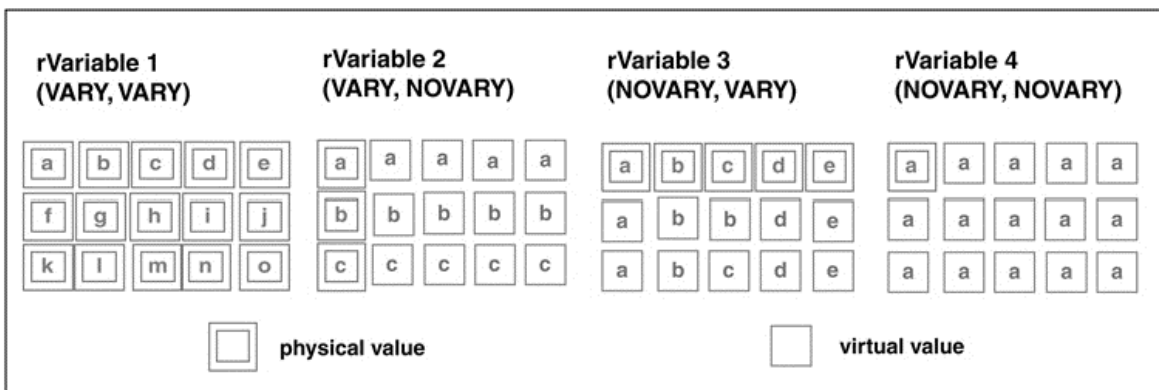 rVariable 1
(VARY, VARY)
rVariable 2
(VARY, NOVARY)
rVariable 3
(NOVARY, VARY)
rVariable 4
(NOVARY, NOVARY)
a b c d e
f g h i j
k l m n o
a a a a a
b b b b b
c c c c c
a b c d e
a b b d e
a b c d e
a a a a a
a a a a a
a a a a a
physical value
virtual value